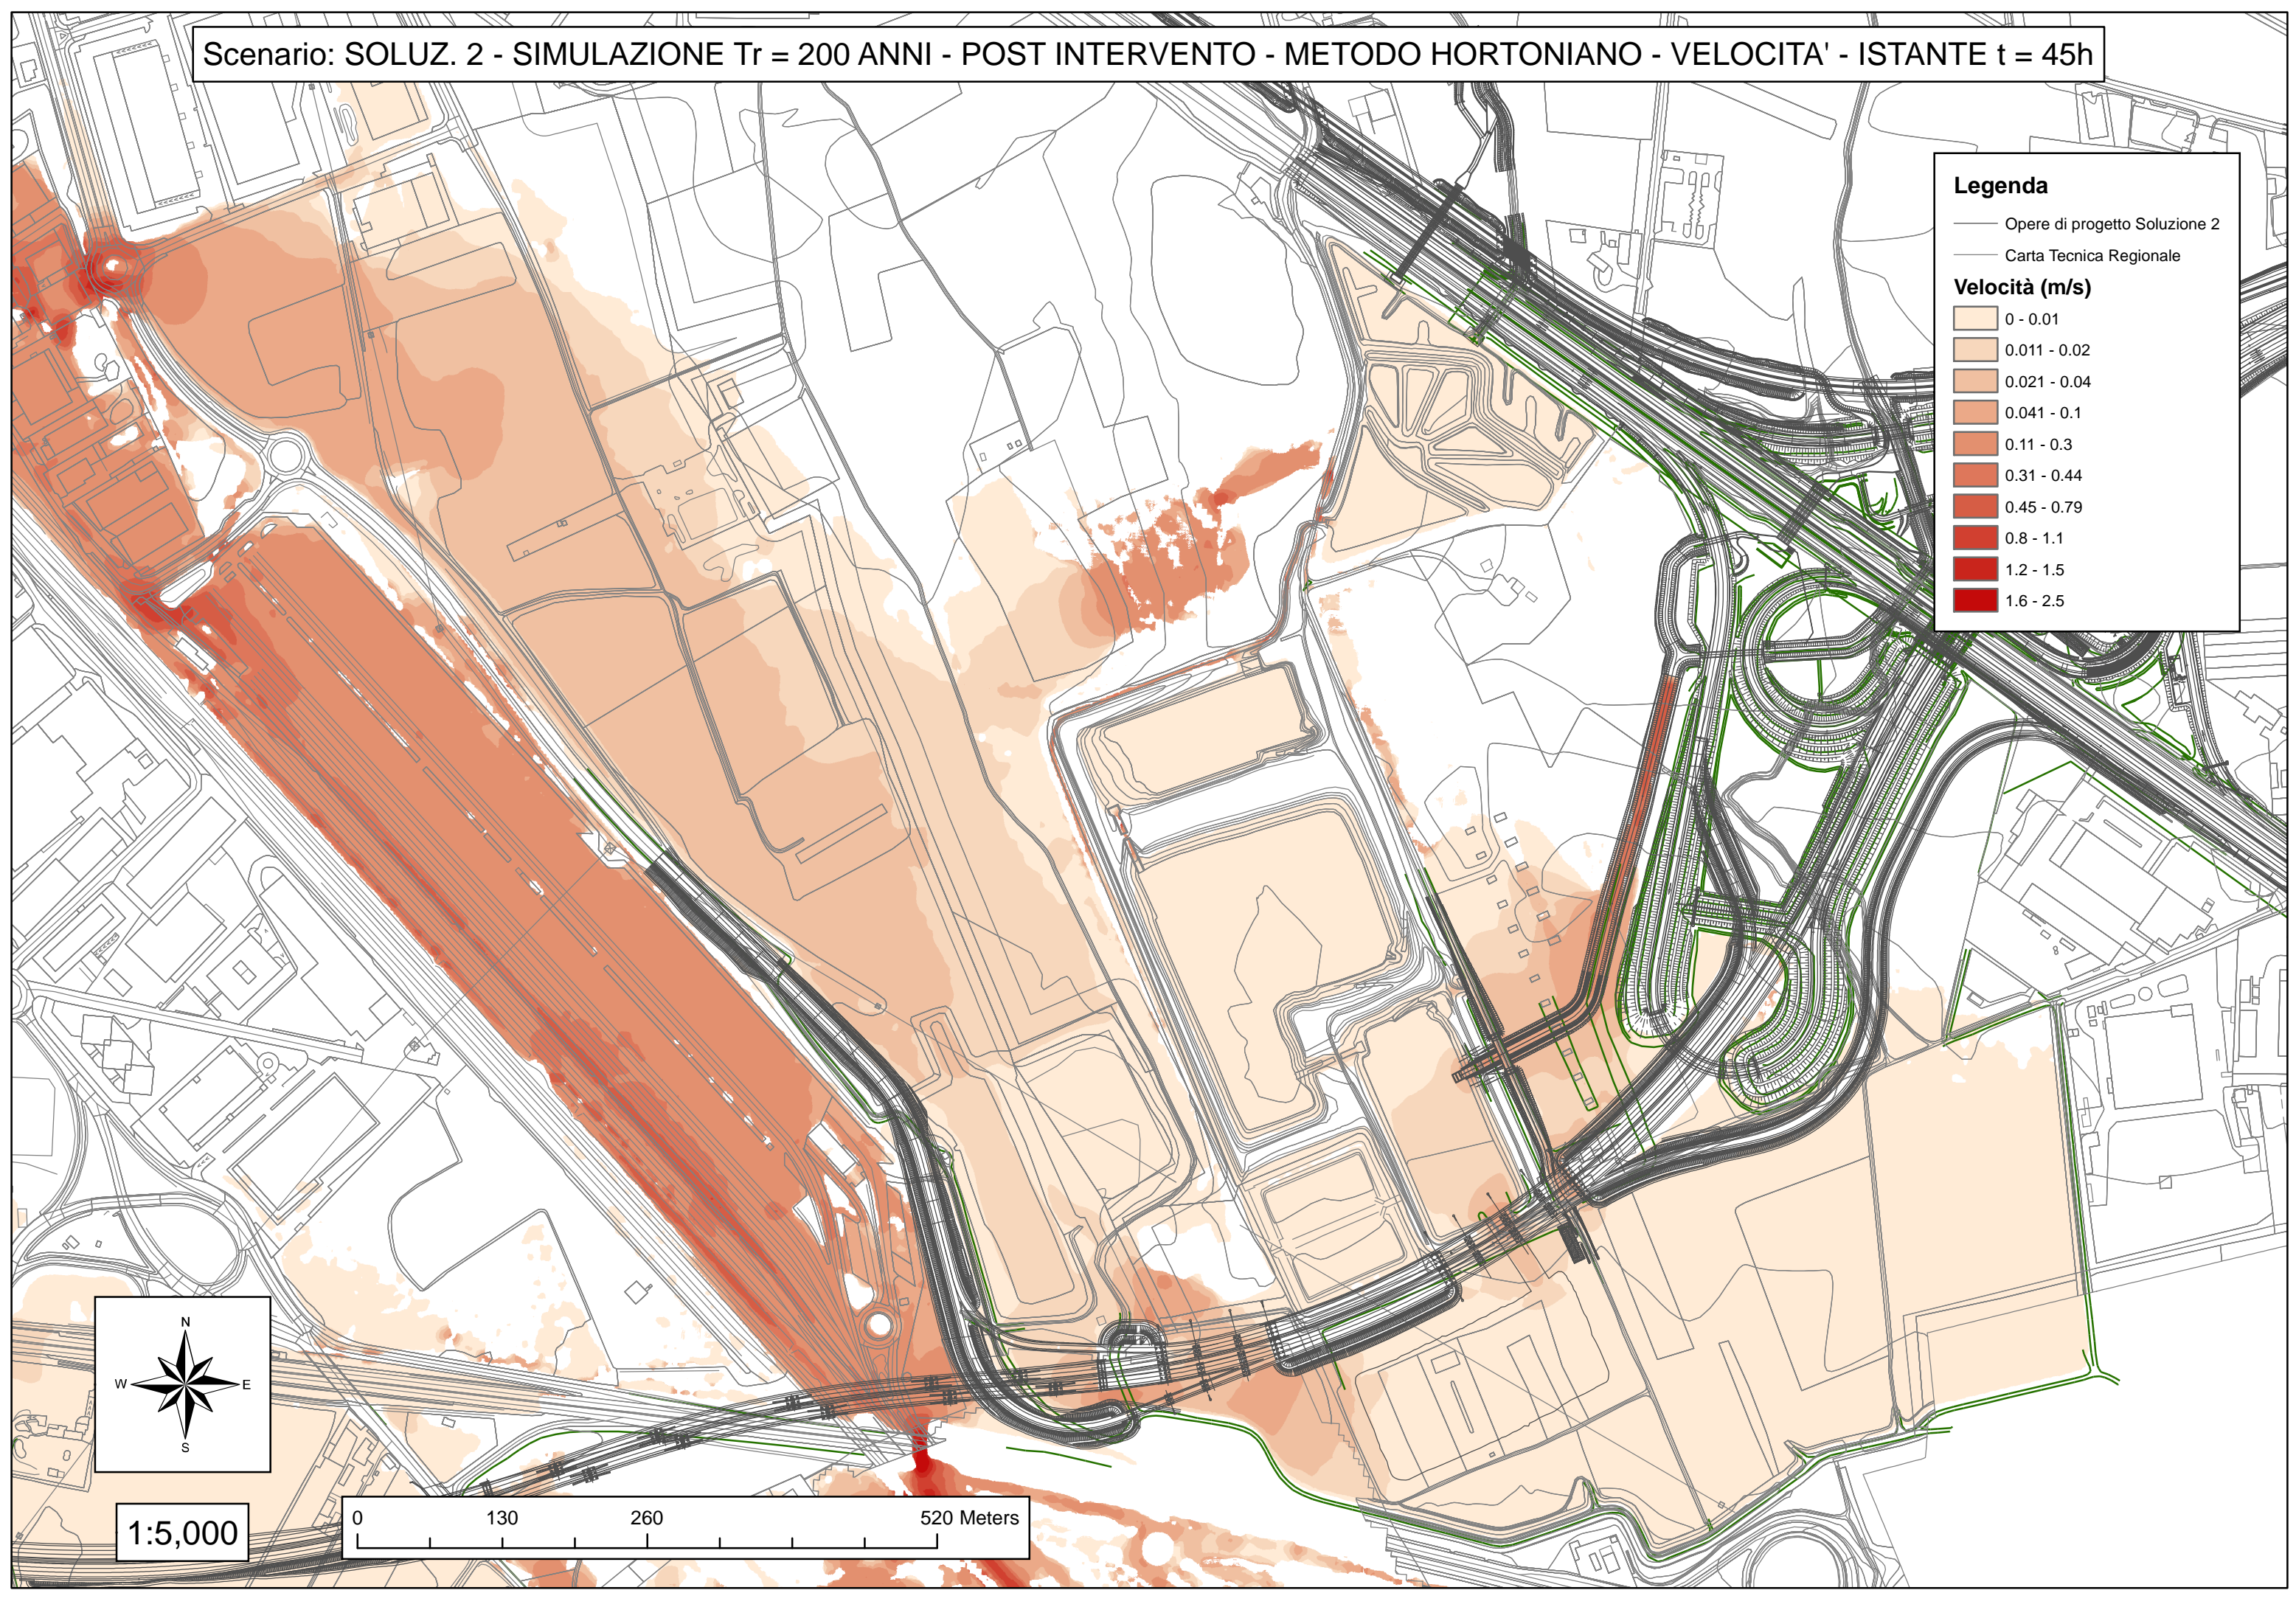 Scenario: SOLUZ. 2 - SIMULAZIONE Tr = 200 ANNI - POST INTERVENTO - METODO HORTONIANO - VELOCITA' - ISTANTE t = 45h
Legenda
Opere di progetto Soluzione 2
Carta Tecnica Regionale
Velocità (m/s)
0 - 0.01
0.011 - 0.02
0.021 - 0.04
0.041 - 0.1
0.11 - 0.3
0.31 - 0.44
0.45 - 0.79
0.8 - 1.1
1.2 - 1.5
1.6 - 2.5
N
W E
S
1:5,000
0 130 260 520 Meters